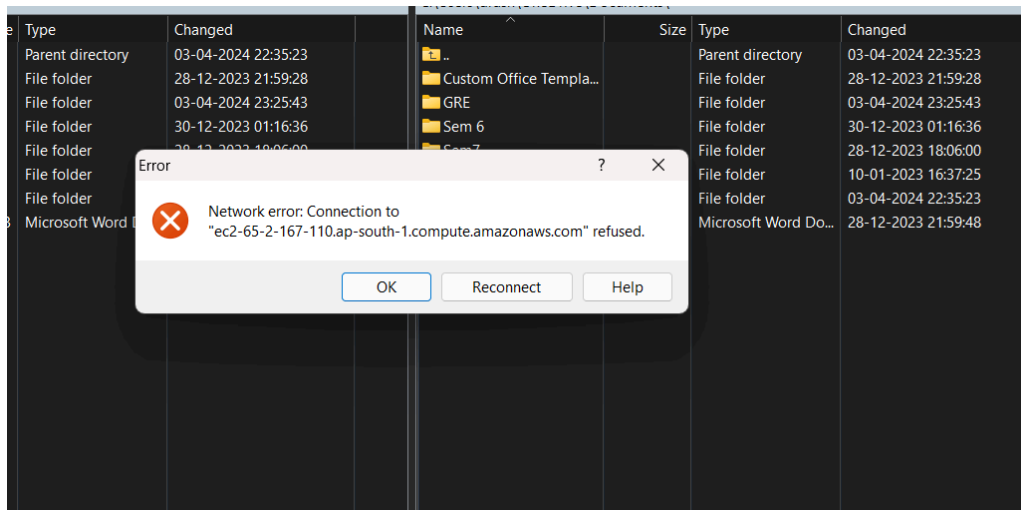 e Type Changed
Name Size Type Changed
Parent directory 03-04-2024 22:35:23
.. Parent directory 03-04-2024 22:35:23
File folder 28-12-2023 21:59:28
Custom Office Templa... File folder 28-12-2023 21:59:28
File folder 03-04-2024 23:25:43
GRE File folder 03-04-2024 23:25:43
File folder 30-12-2023 01:16:36
Sem 6 File folder 30-12-2023 01:16:36
File folder 28-12-2023 18:06:00
Sem7 File folder 28-12-2023 18:06:00
File folder
File folder 10-01-2023 16:37:25
File folder
File folder 03-04-2024 22:35:23
Microsoft Word
Microsoft Word Do... 28-12-2023 21:59:48
Error ?
Network error: Connection to
"ec2-65-2-167-110.ap-south-1.compute.amazonaws.com" refused.
OK Reconnect Help